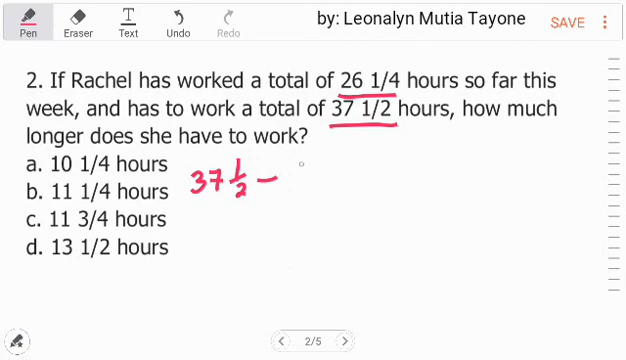 by: Leonalyn Mutia Tayone
SAVE
Pen
Eraser
Text
Undo
Redo
2. If Rachel has worked a total of 26 1/4 hours so far this
week, and has to work a total of 37 1/2 hours, how much
longer does she have to work?
a. 10 1/4 hours
b. 11 1/4 hours
c. 11 3/4 hours
d. 13 1/2 hours
37 1/2 −
2/5